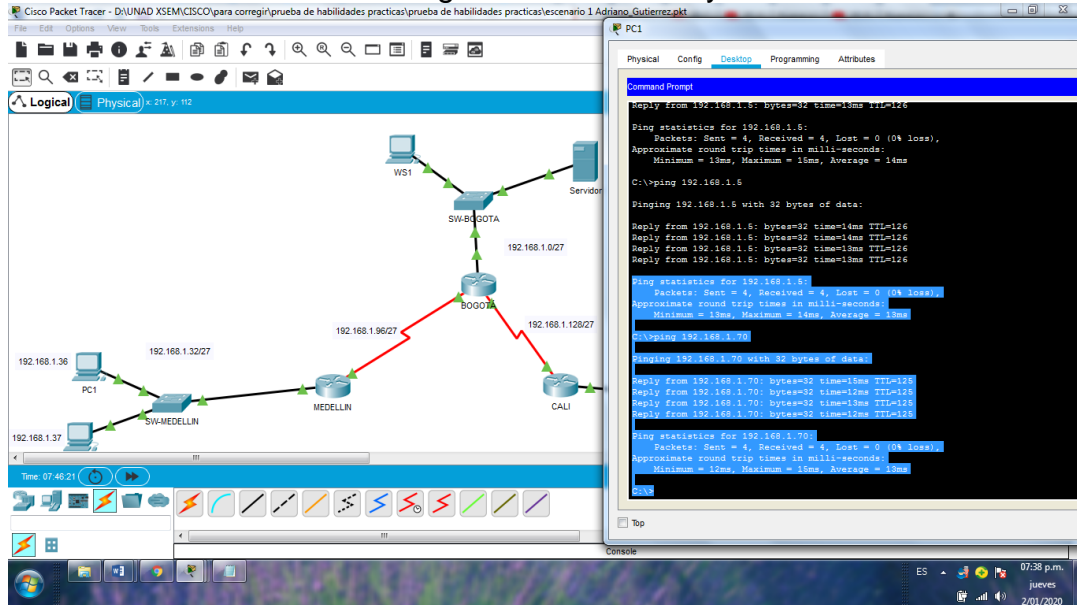 Cisco Packet Tracer - D:\UNAD XSEM\CISCO\para corregir\prueba de habilidades practicas\prueba de habilidades practicas\escenario 1 Adriano_Gutierrez.pkt
File Edit Options View Tools Extensions Help
Logical
Physical x: 217, y: 112
WS1
Servidor
SW-BOGOTA
192.168.1.0/27
BOGOTA
192.168.1.96/27
192.168.1.128/27
192.168.1.36
192.168.1.32/27
PC1
MEDELLIN
CALI
SW-MEDELLIN
192.168.1.37
Time: 07:46:21
PC1
Physical Config Desktop Programming Attributes
Command Prompt
Reply from 192.168.1.5: bytes=32 time=13ms TTL=126
Ping statistics for 192.168.1.5:
Packets: Sent = 4, Received = 4, Lost = 0 (0% loss),
Approximate round trip times in milli-seconds:
Minimum = 13ms, Maximum = 15ms, Average = 14ms
C:\>ping 192.168.1.5
Pinging 192.168.1.5 with 32 bytes of data:
Reply from 192.168.1.5: bytes=32 time=14ms TTL=126
Reply from 192.168.1.5: bytes=32 time=14ms TTL=126
Reply from 192.168.1.5: bytes=32 time=13ms TTL=126
Reply from 192.168.1.5: bytes=32 time=13ms TTL=126
Ping statistics for 192.168.1.5:
Packets: Sent = 4, Received = 4, Lost = 0 (0% loss),
Approximate round trip times in milli-seconds:
Minimum = 13ms, Maximum = 14ms, Average = 13ms
C:\>ping 192.168.1.70
Pinging 192.168.1.70 with 32 bytes of data:
Reply from 192.168.1.70: bytes=32 time=15ms TTL=125
Reply from 192.168.1.70: bytes=32 time=12ms TTL=125
Reply from 192.168.1.70: bytes=32 time=13ms TTL=125
Reply from 192.168.1.70: bytes=32 time=12ms TTL=125
Ping statistics for 192.168.1.70:
Packets: Sent = 4, Received = 4, Lost = 0 (0% loss),
Approximate round trip times in milli-seconds:
Minimum = 12ms, Maximum = 15ms, Average = 13ms
C:\>
Top
Console
ES
07:38 p.m.
jueves
2/01/2020